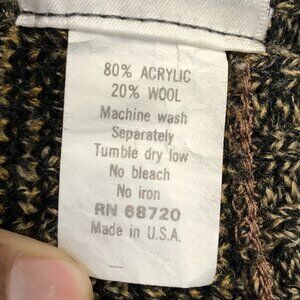 80% ACRYLIC
20% WOOL
Machine wash
Separately
Tumble dry low
No bleach
No iron
RN 68720
Made in U.S.A.